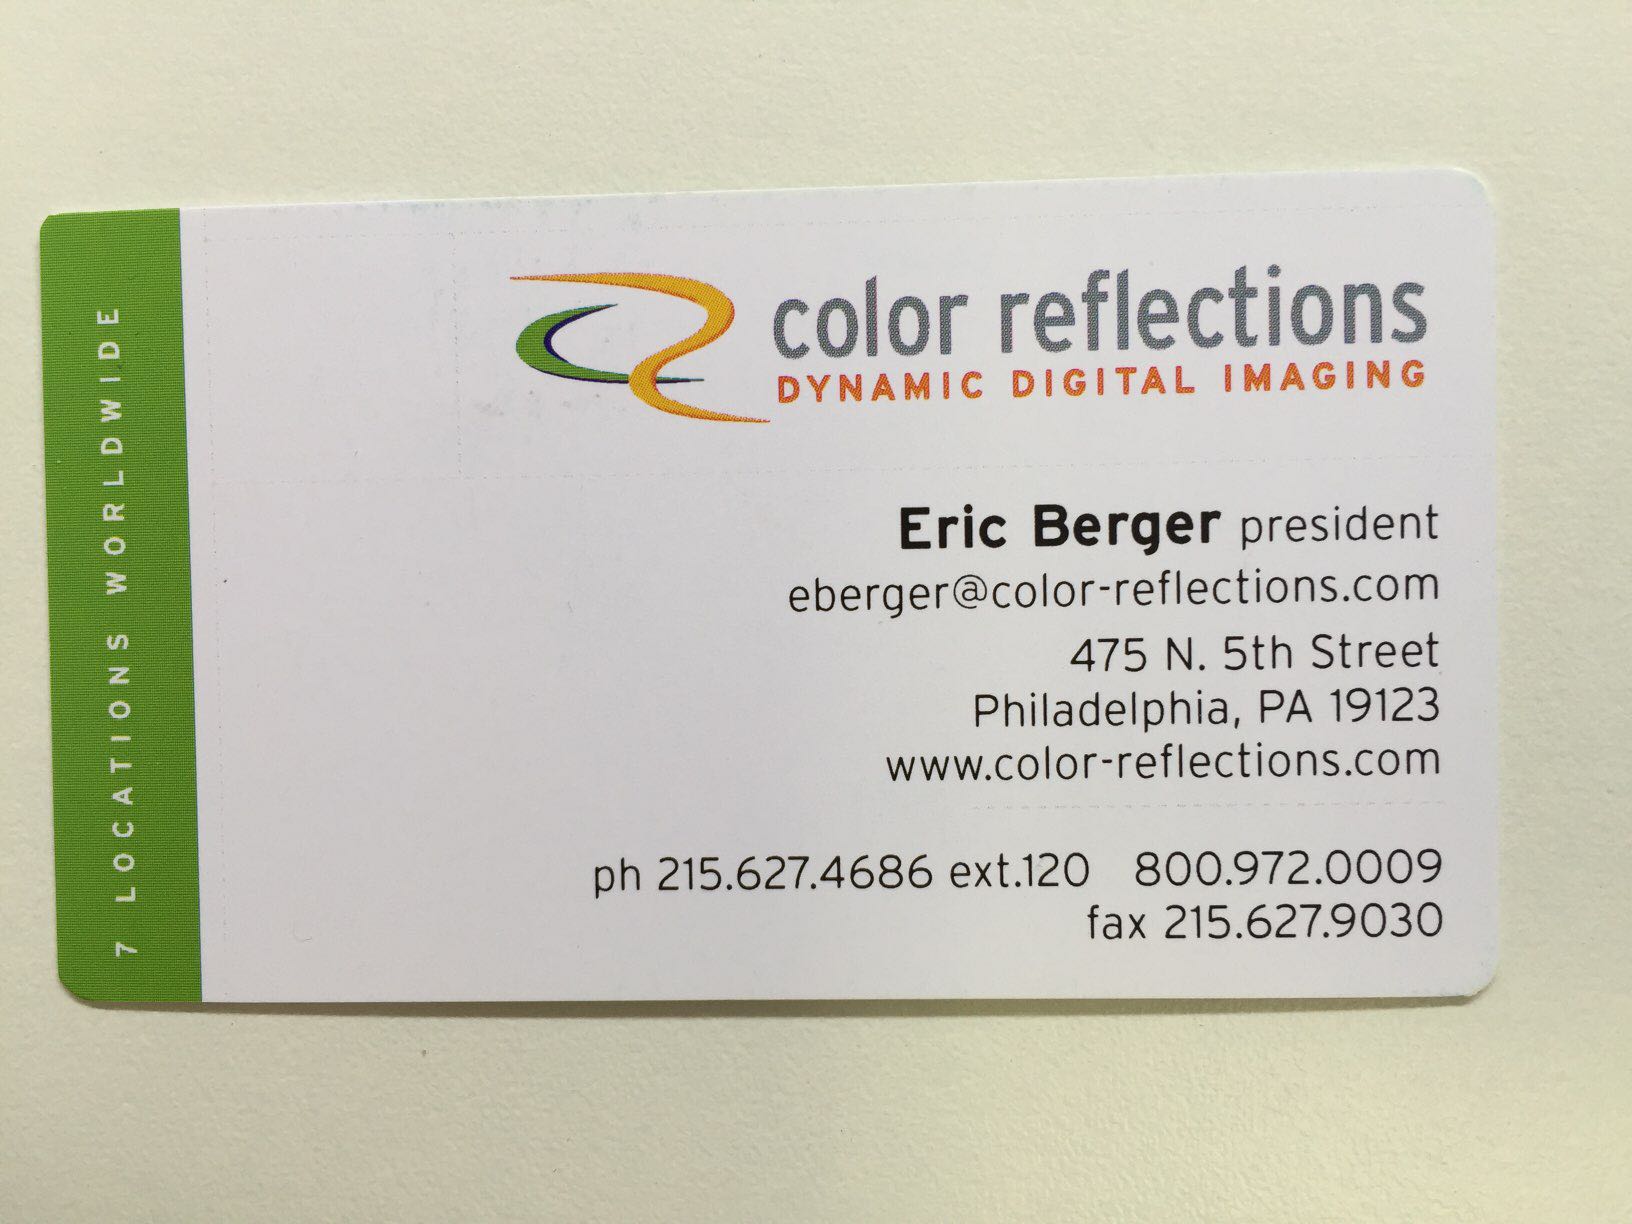 7 LOCATIONS WORLDWIDE
color reflections
DYNAMIC DIGITAL IMAGING
Eric Berger president
eberger@color-reflections.com
475 N. 5th Street
Philadelphia, PA 19123
www.color-reflections.com
ph 215.627.4686 ext.120 800.972.0009
fax 215.627.9030